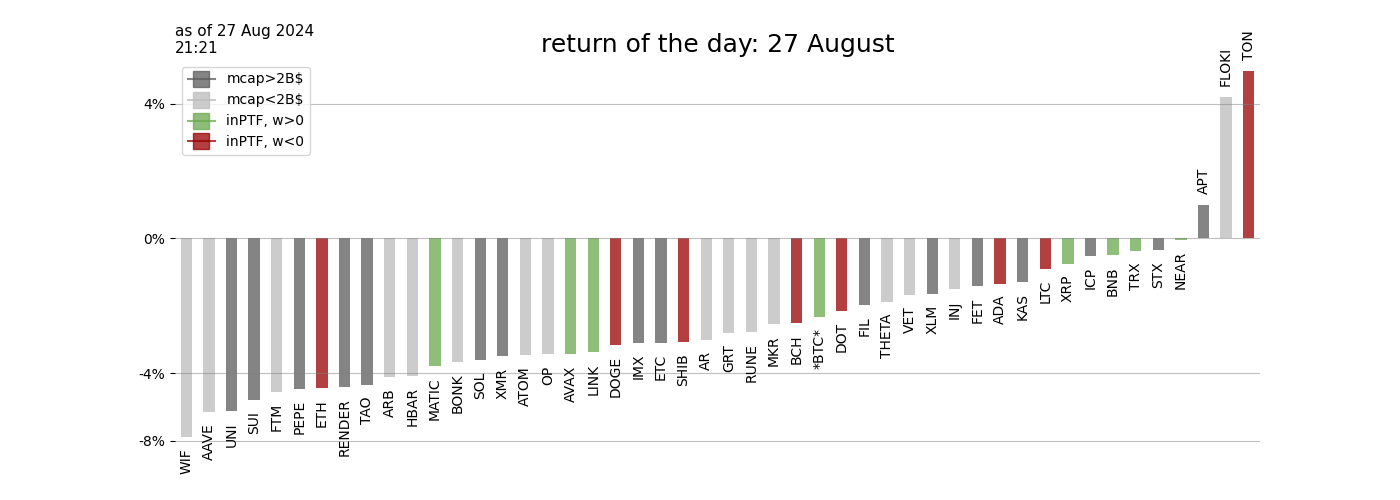 as of 27 Aug 2024
21:21
return of the day: 27 August
mcap>2B$
mcap<2B$
inPTF, w>0
inPTF, w<0
4%
0%
-4%
-8%
WIF
AAVE
UNI
SUI
FTM
PEPE
ETH
RENDER
TAO
ARB
HBAR
MATIC
BONK
SOL
XMR
ATOM
OP
AVAX
LINK
DOGE
IMX
ETC
SHIB
AR
GRT
RUNE
MKR
BCH
*BTC*
DOT
FIL
THETA
VET
XLM
INJ
FET
ADA
KAS
LTC
XRP
ICP
BNB
TRX
STX
NEAR
APT
FLOKI
TON